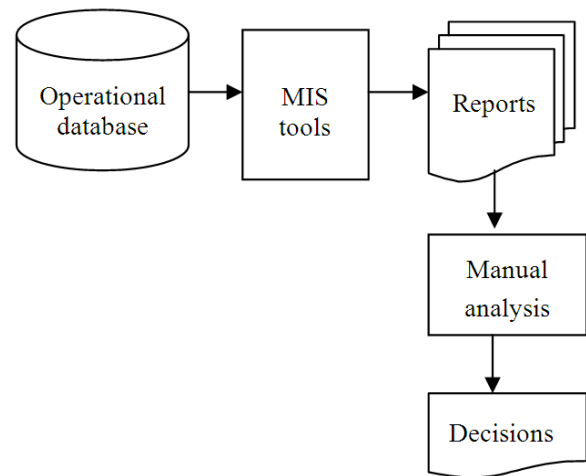 Operational
database
MIS
tools
Reports
Manual
analysis
Decisions